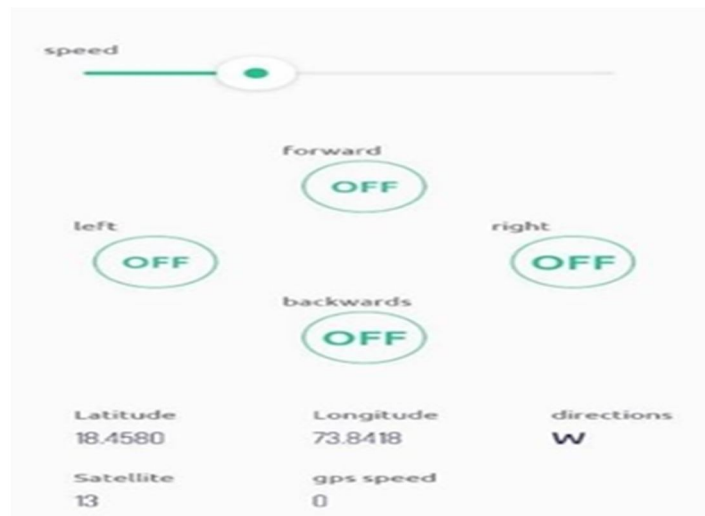 speed
forward
OFF
left right
OFF OFF
backwards
OFF
Latitude Longitude directions
18.4580 73.8418 W
Satellite gps speed
13 0